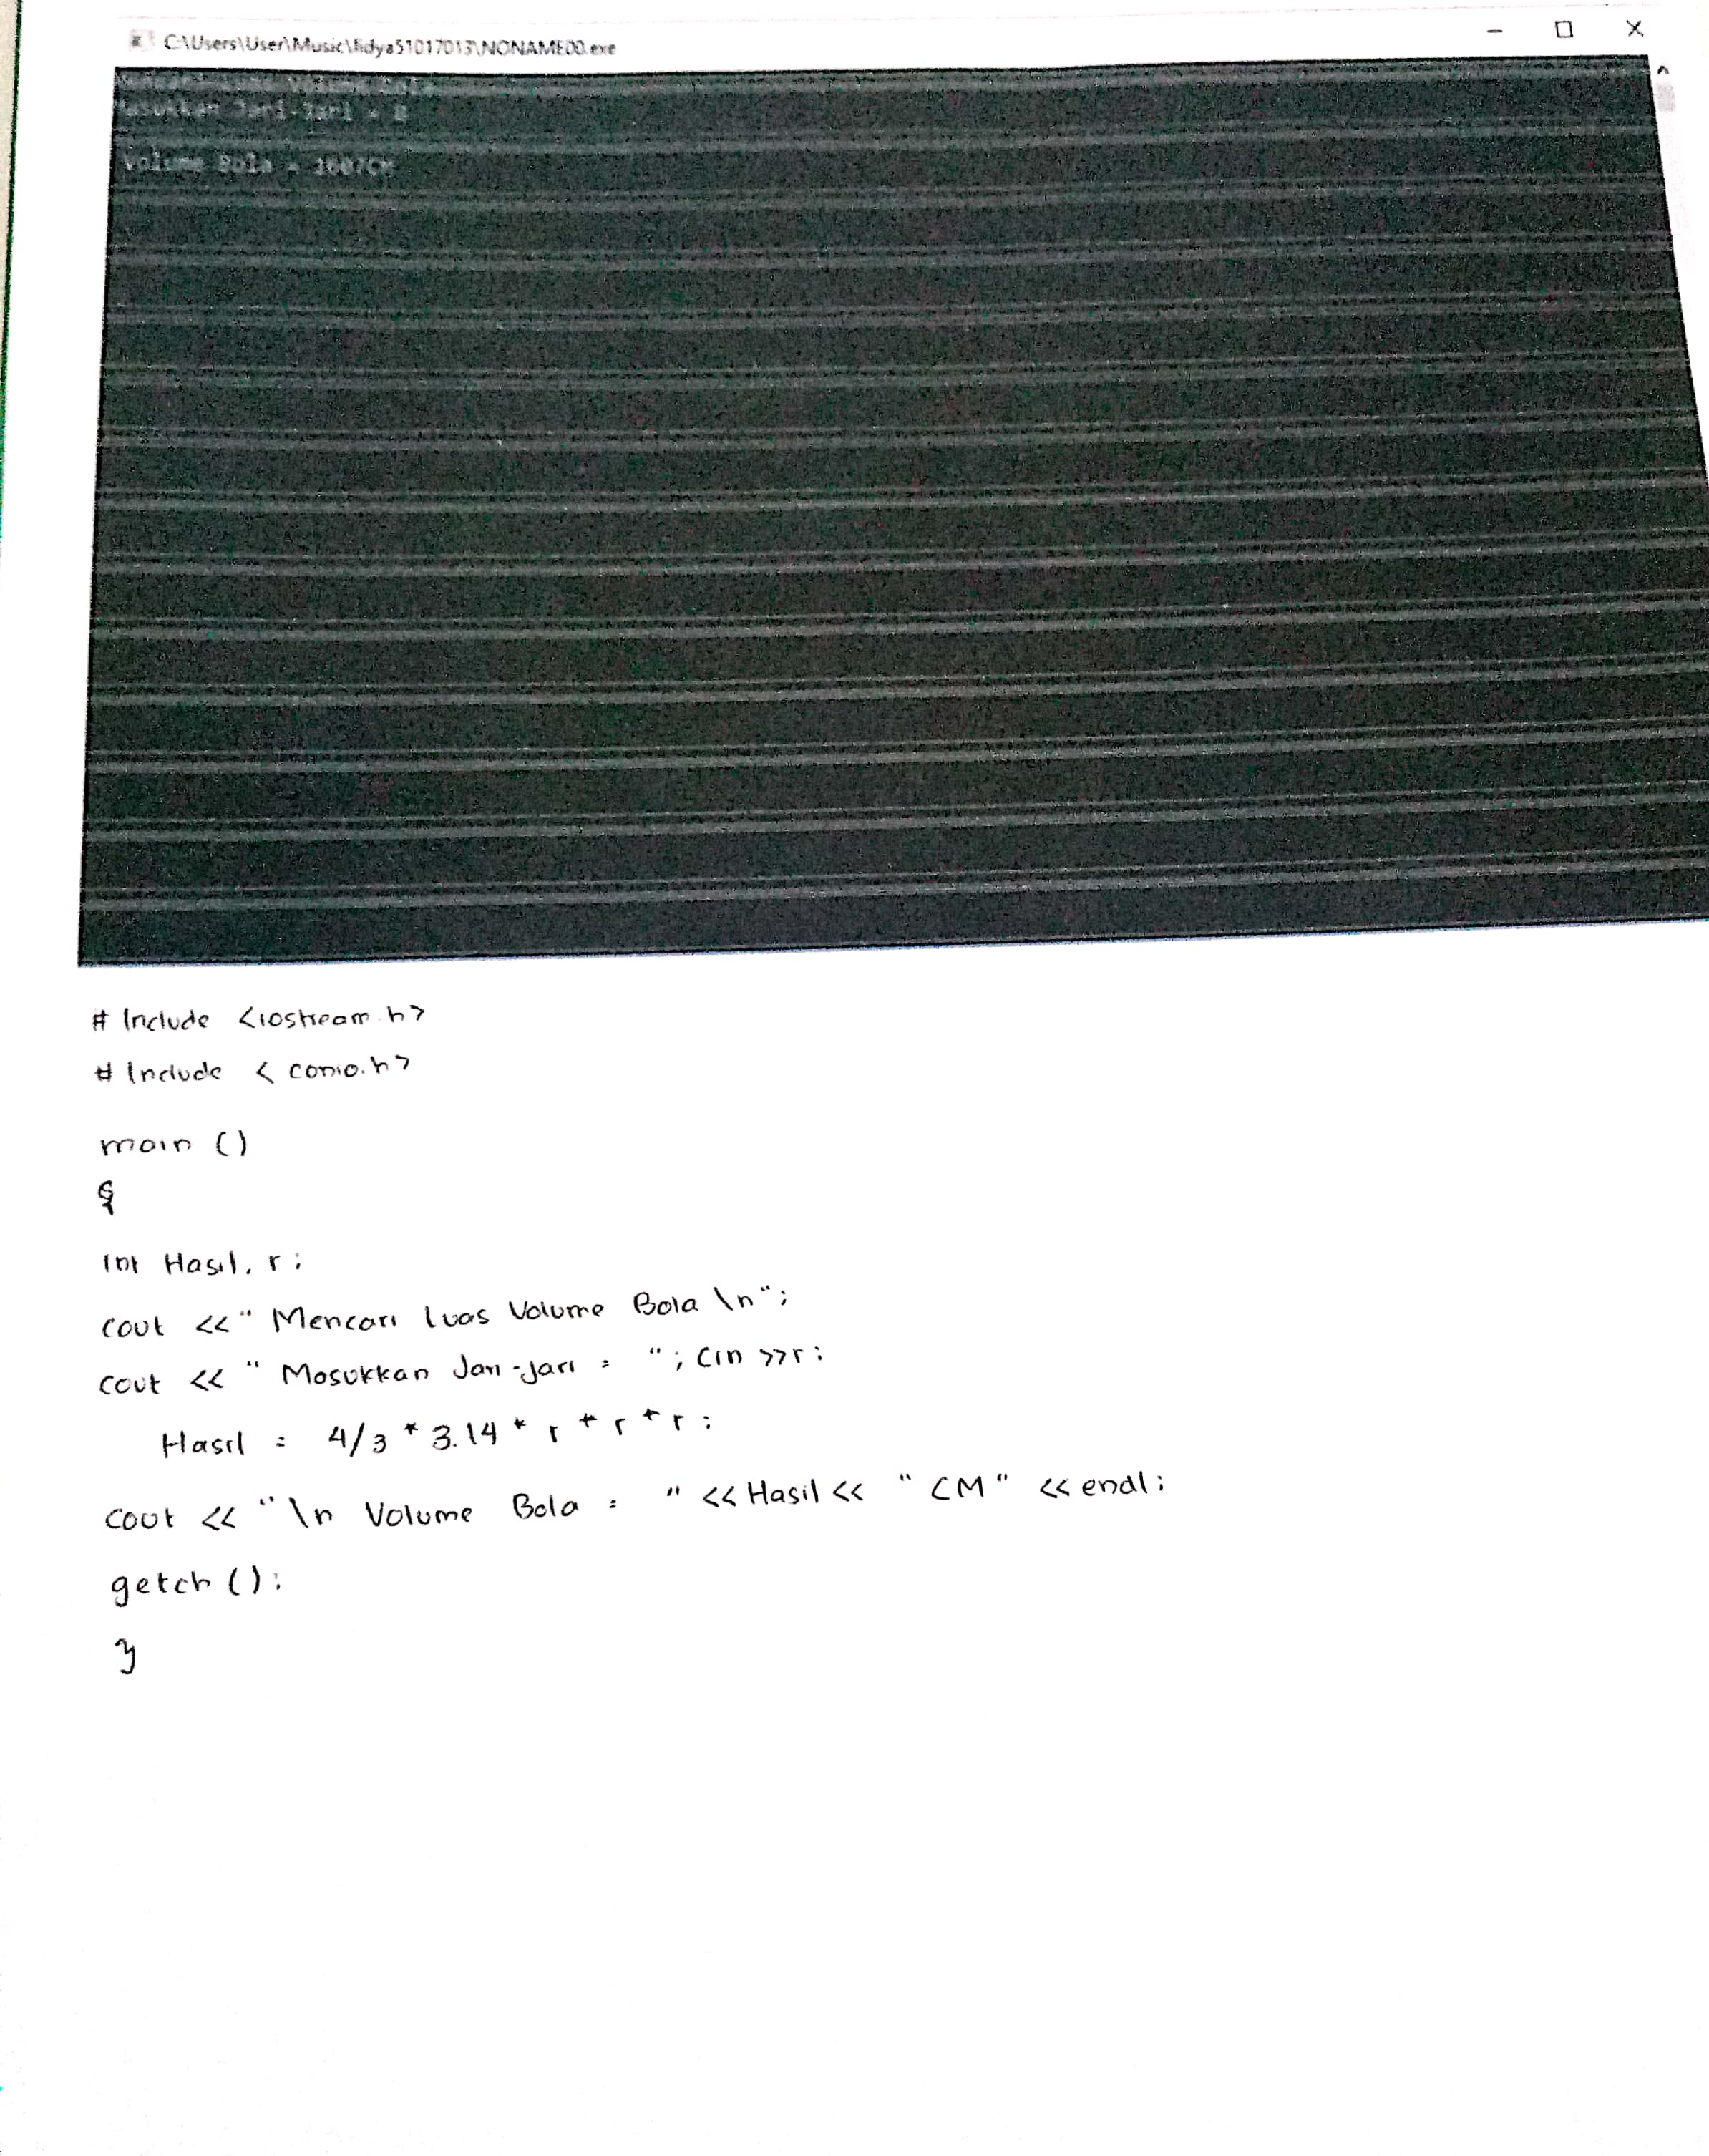 C:\Users\User\Music\lidya51017013\NONAME00.exe
Masukkan Jari-Jari = 8
Volume Bola = 1607CM
# Include <iostream.h>
# Include < conio.h>
main ()
{
int Hasil, r;
cout <<" Mencari luas Volume Bola \n";
cout << " Masukkan Jari-jari = "; Cin >>r;
Hasil = 4/3 * 3.14 * r * r * r;
cout << "\n Volume Bola = " << Hasil << " CM" << endl;
getch ();
}